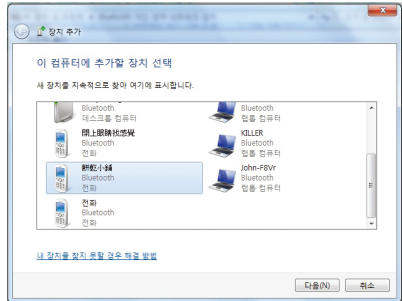 장치 추가
이 컴퓨터에 추가할 장치 선택
새 장치를 지속적으로 찾아 여기에 표시합니다.
Bluetooth
데스크톱 컴퓨터
Bluetooth
랩톱 컴퓨터
閉上眼睛找感覺
Bluetooth
전화
KILLER
Bluetooth
랩톱 컴퓨터
餅乾小舖
Bluetooth
전화
John-F8Vr
Bluetooth
랩톱 컴퓨터
전화
Bluetooth
전화
내 장치를 찾지 못할 경우 해결 방법
다음(N)
취소